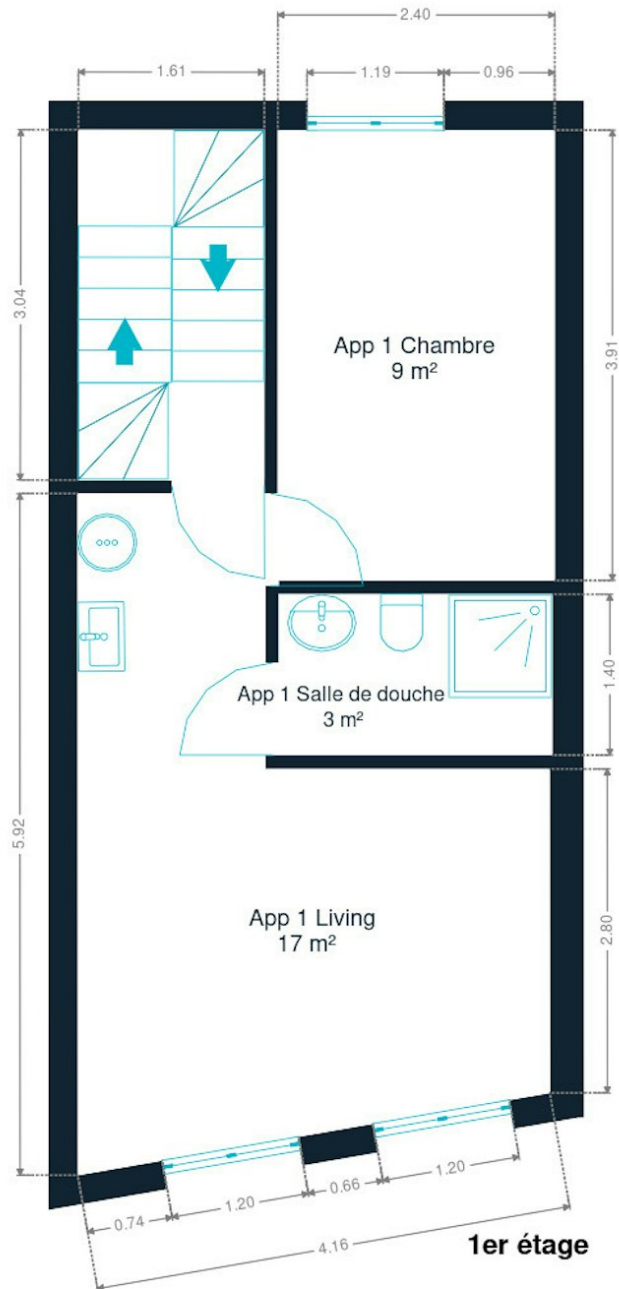 2.40
1.61
1.19
0.96
3.04
App 1 Chambre
9 m²
3.91
App 1 Salle de douche
3 m²
1.40
5.92
App 1 Living
17 m²
2.80
0.74
1.20
0.66
1.20
4.16
1er étage